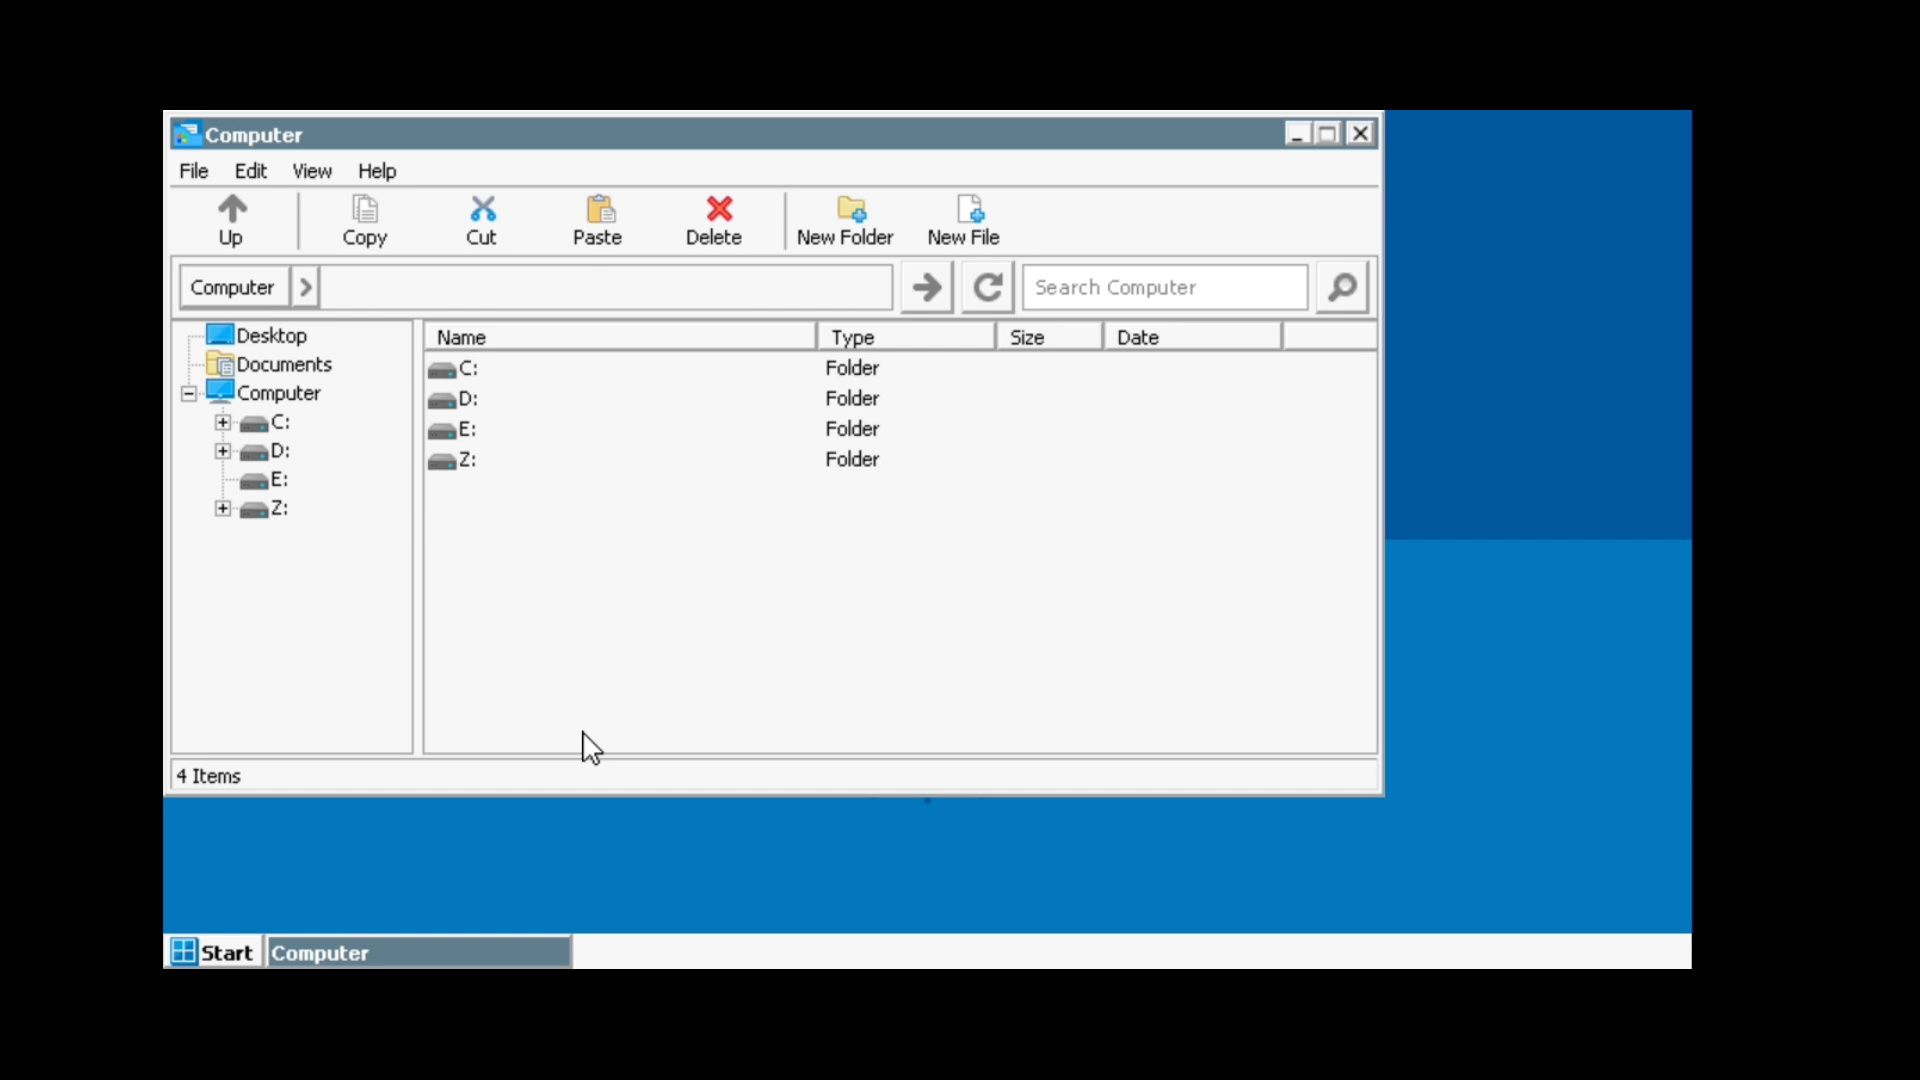 Computer
File Edit View Help
Up Copy Cut Paste Delete New Folder New File
Computer Search Computer
Desktop
Documents
Computer
C:
D:
E:
Z:
Name Type Size Date
C: Folder
D: Folder
E: Folder
Z: Folder
4 Items
Start Computer